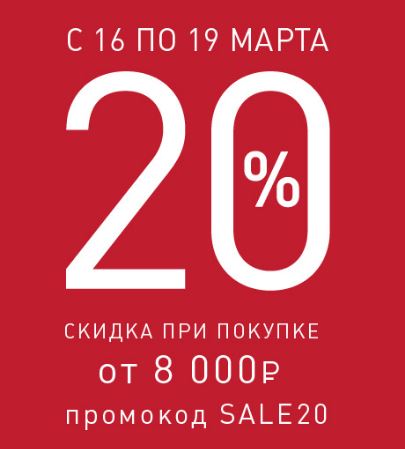 С 16 ПО 19 МАРТА
20%
СКИДКА ПРИ ПОКУПКЕ
от 8 000₽
промокод SALE20